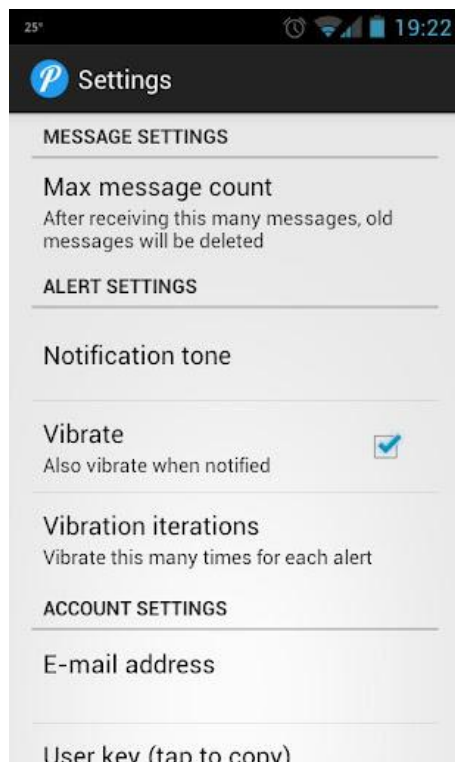 25°
19:22
Settings
MESSAGE SETTINGS
Max message count
After receiving this many messages, old
messages will be deleted
ALERT SETTINGS
Notification tone
Vibrate
Also vibrate when notified
Vibration iterations
Vibrate this many times for each alert
ACCOUNT SETTINGS
E-mail address
User key (tap to copy)